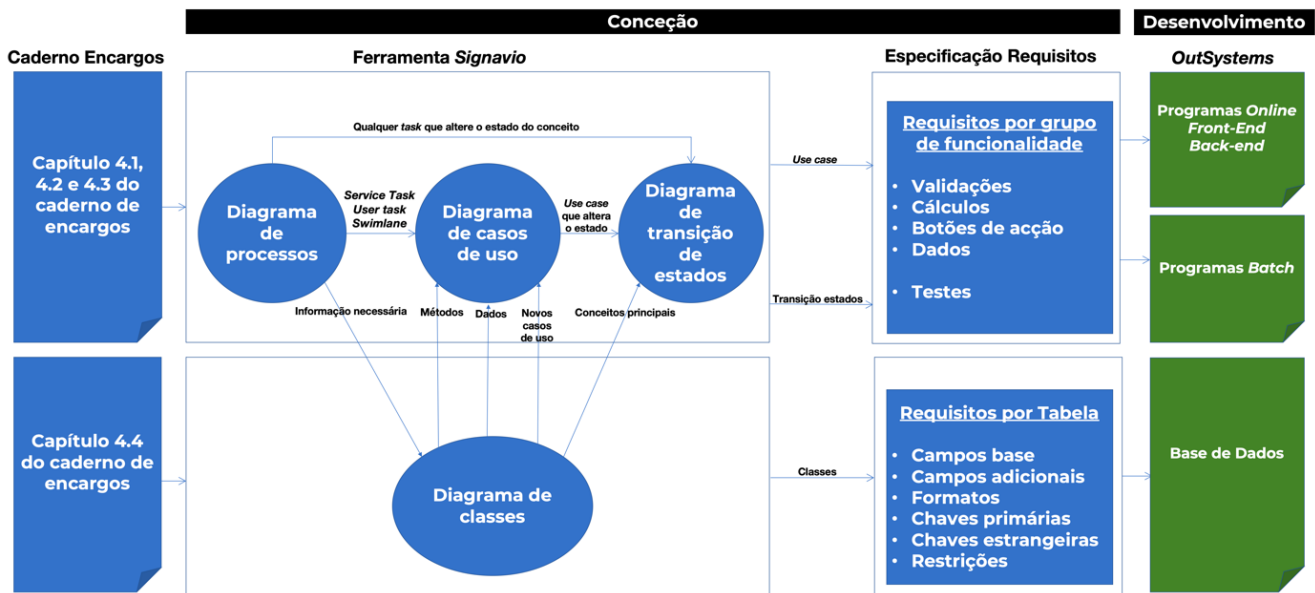 Conceção
Desenvolvimento
Caderno Encargos
Ferramenta Signavio
Especificação Requisitos
OutSystems
Capítulo 4.1,
4.2 e 4.3 do
caderno de
encargos
Qualquer task que altere o estado do conceito
Diagrama
de
processos
Service Task
User task
Swimlane
Diagrama
de casos
de uso
Use case
que altera
o estado
Diagrama
de
transição
de
estados
Informação necessária
Métodos
Dados
Novos
casos
de uso
Conceitos principais
Use case
Transição estados
Requisitos por grupo
de funcionalidade
• Validações
• Cálculos
• Botões de acção
• Dados
• Testes
Programas Online
Front-End
Back-end
Programas Batch
Capítulo 4.4
do caderno de
encargos
Diagrama de
classes
Classes
Requisitos por Tabela
• Campos base
• Campos adicionais
• Formatos
• Chaves primárias
• Chaves estrangeiras
• Restrições
Base de Dados